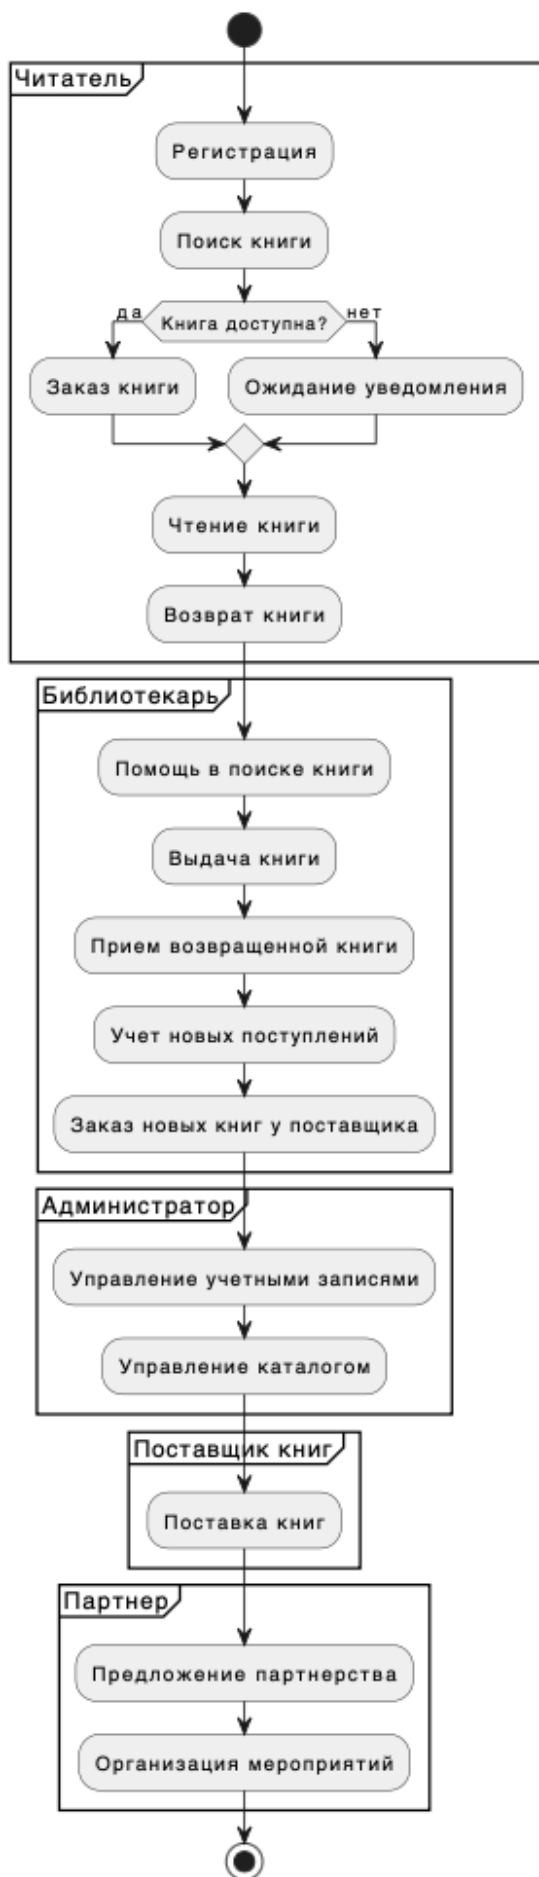 Читатель
Регистрация
Поиск книги
да
Книга доступна?
нет
Заказ книги
Ожидание уведомления
Чтение книги
Возврат книги
Библиотекарь
Помощь в поиске книги
Выдача книги
Прием возвращенной книги
Учет новых поступлений
Заказ новых книг у поставщика
Администратор
Управление учетными записями
Управление каталогом
Поставщик книг
Поставка книг
Партнер
Предложение партнерства
Организация мероприятий